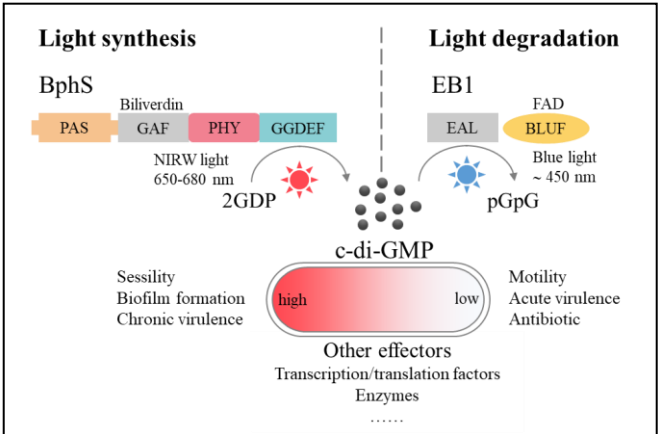 Light synthesis
BphS
Biliverdin
PAS
GAF
PHY
GGDEF
NIRW light
650-680 nm
2GDP
Light degradation
EB1
FAD
EAL
BLUF
Blue light
~ 450 nm
pGpG
c-di-GMP
Sessility
Biofilm formation
Chronic virulence
high
low
Motility
Acute virulence
Antibiotic
Other effectors
Transcription/translation factors
Enzymes
......